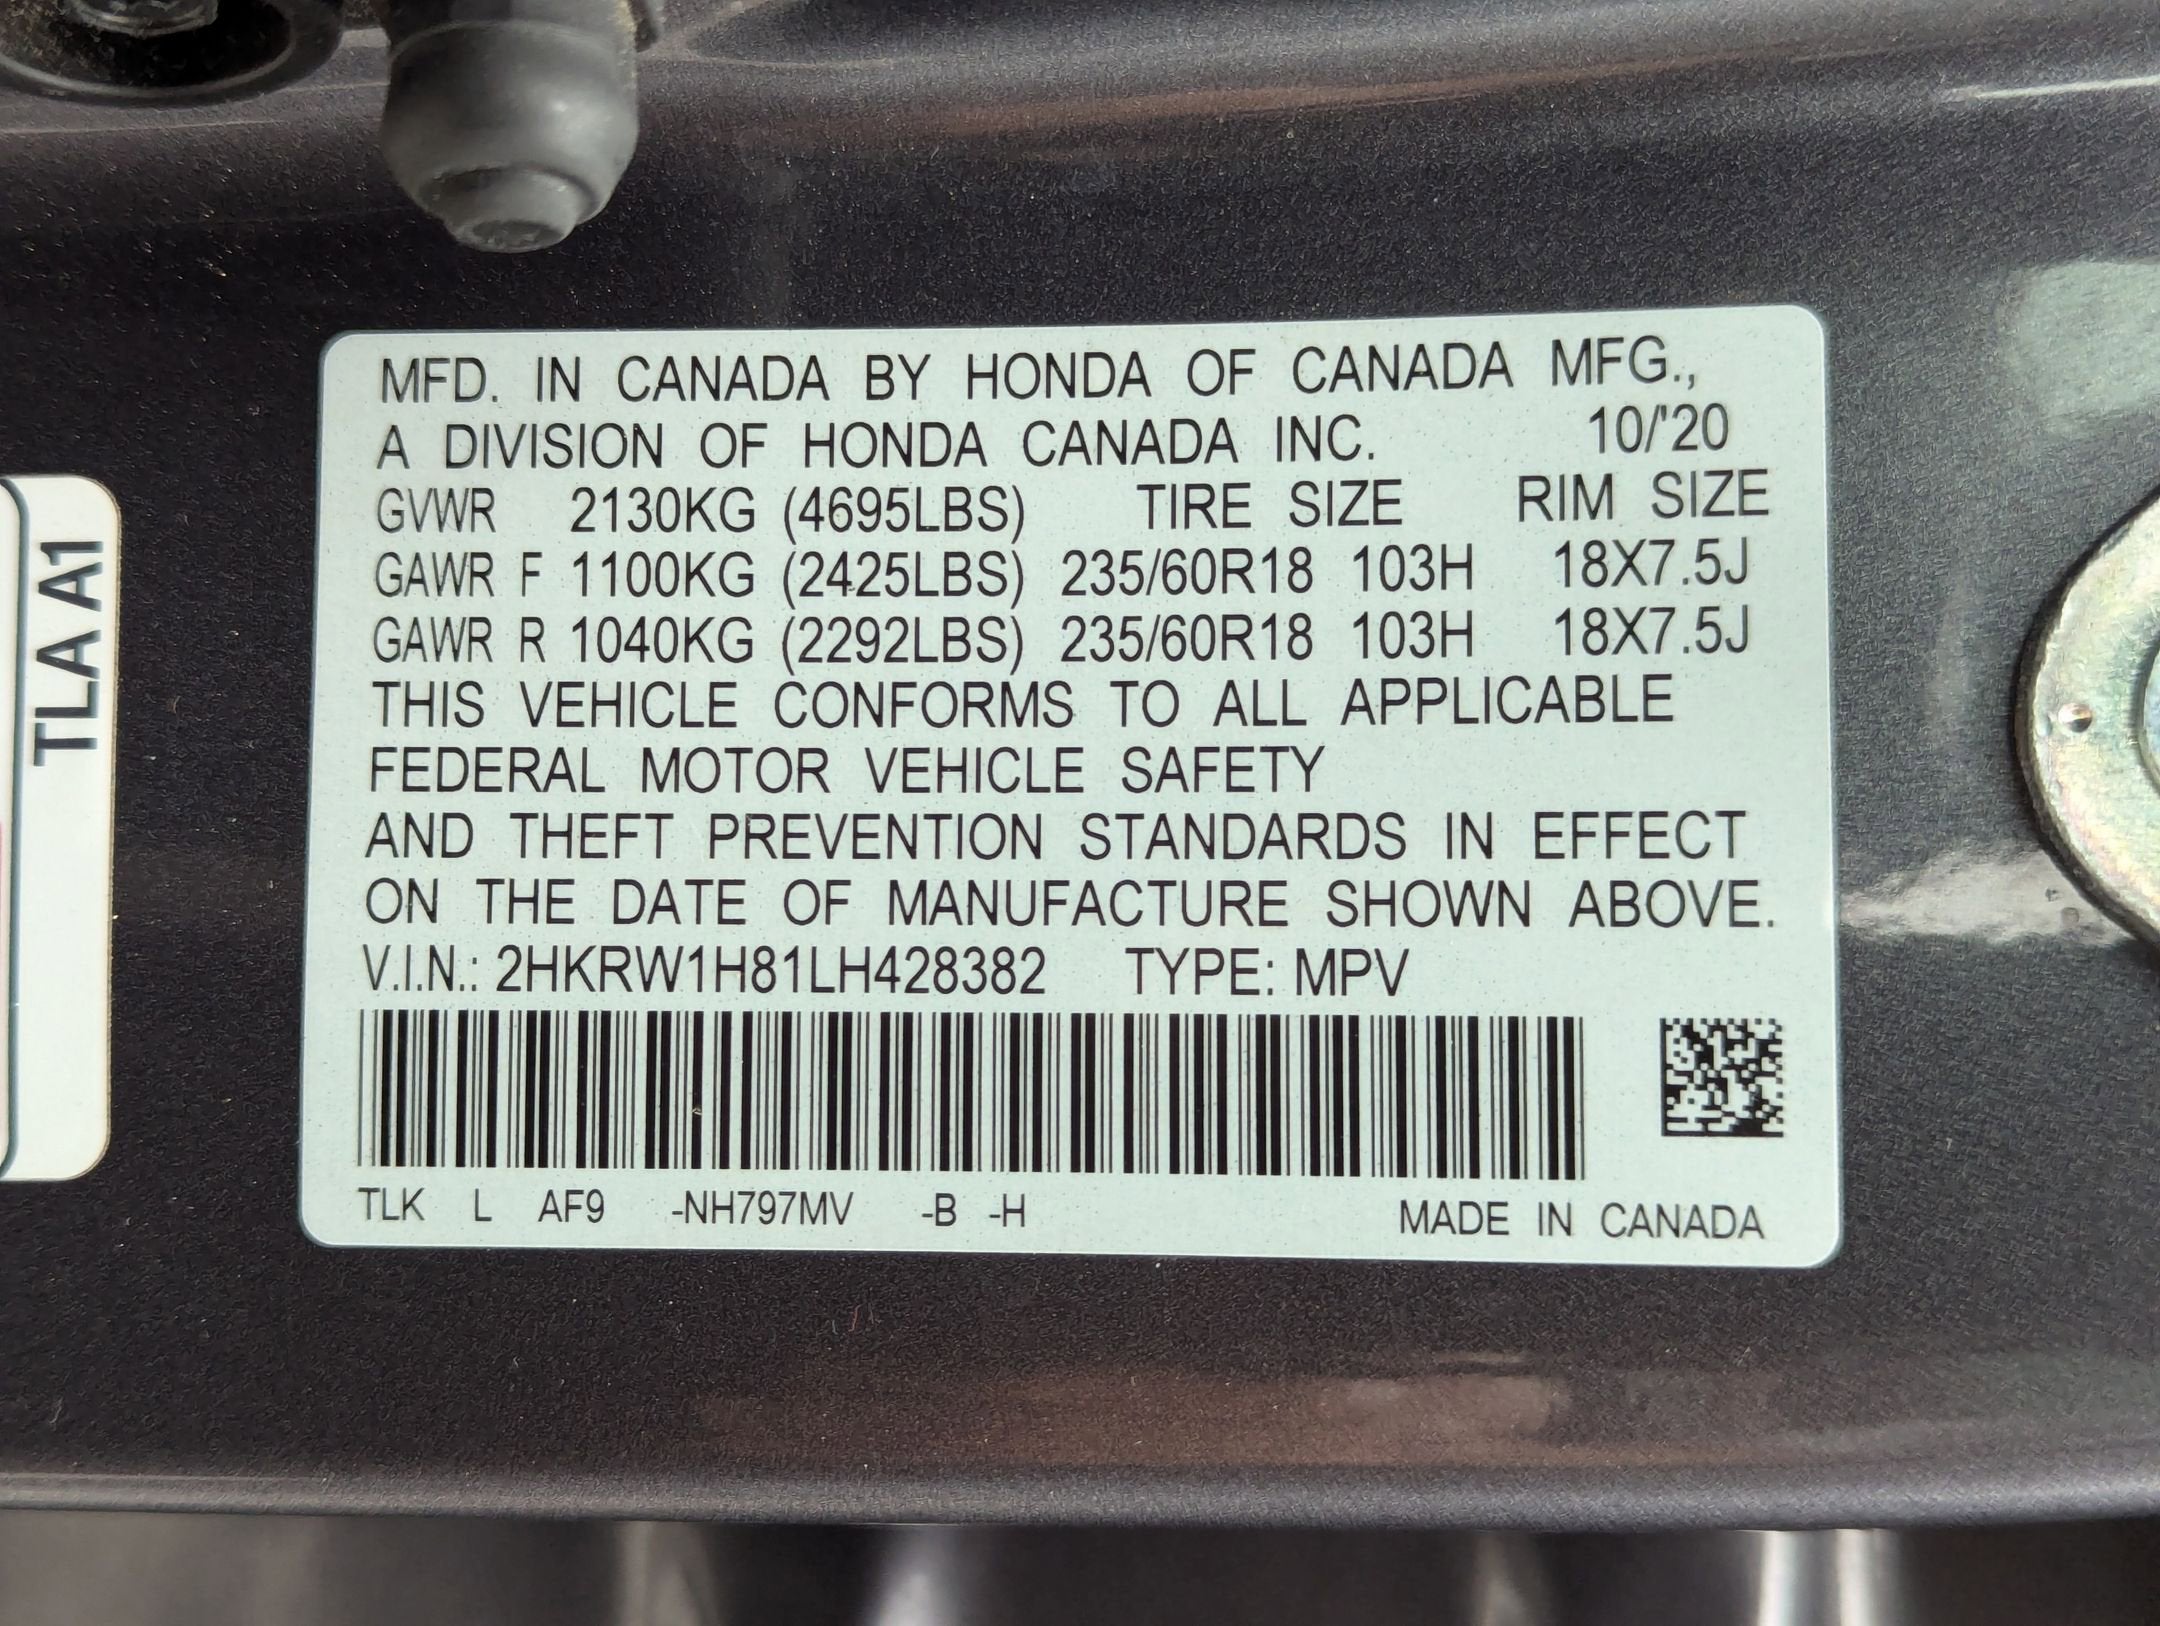 MFD. IN CANADA BY HONDA OF CANADA MFG.,
A DIVISION OF HONDA CANADA INC. 10/'20
GVWR 2130KG (4695LBS) TIRE SIZE RIM SIZE
GAWR F 1100KG (2425LBS) 235/60R18 103H 18X7.5J
GAWR R 1040KG (2292LBS) 235/60R18 103H 18X7.5J
THIS VEHICLE CONFORMS TO ALL APPLICABLE
FEDERAL MOTOR VEHICLE SAFETY
AND THEFT PREVENTION STANDARDS IN EFFECT
ON THE DATE OF MANUFACTURE SHOWN ABOVE.
V.I.N.: 2HKRW1H81LH428382 TYPE: MPV
TLK L AF9 -NH797MV -B -H MADE IN CANADA
TLA A1